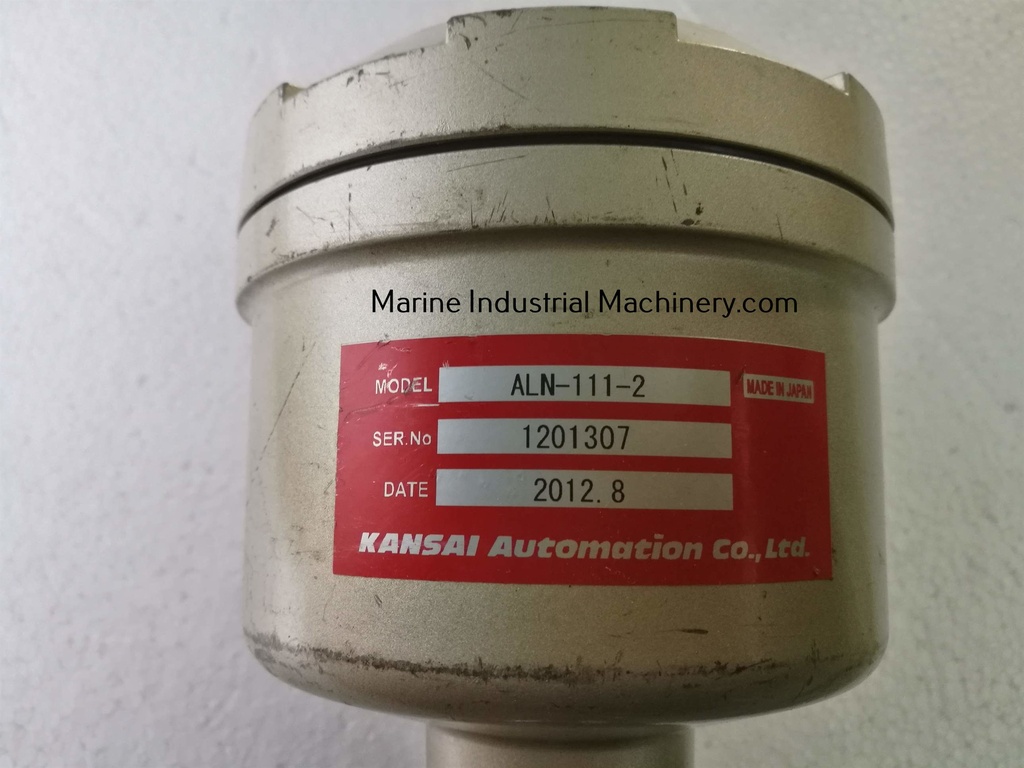 Marine Industrial Machinery.com
MODEL ALN-111-2 MADE IN JAPAN
SER.No 1201307
DATE 2012.8
KANSAI Automation Co.,Ltd.